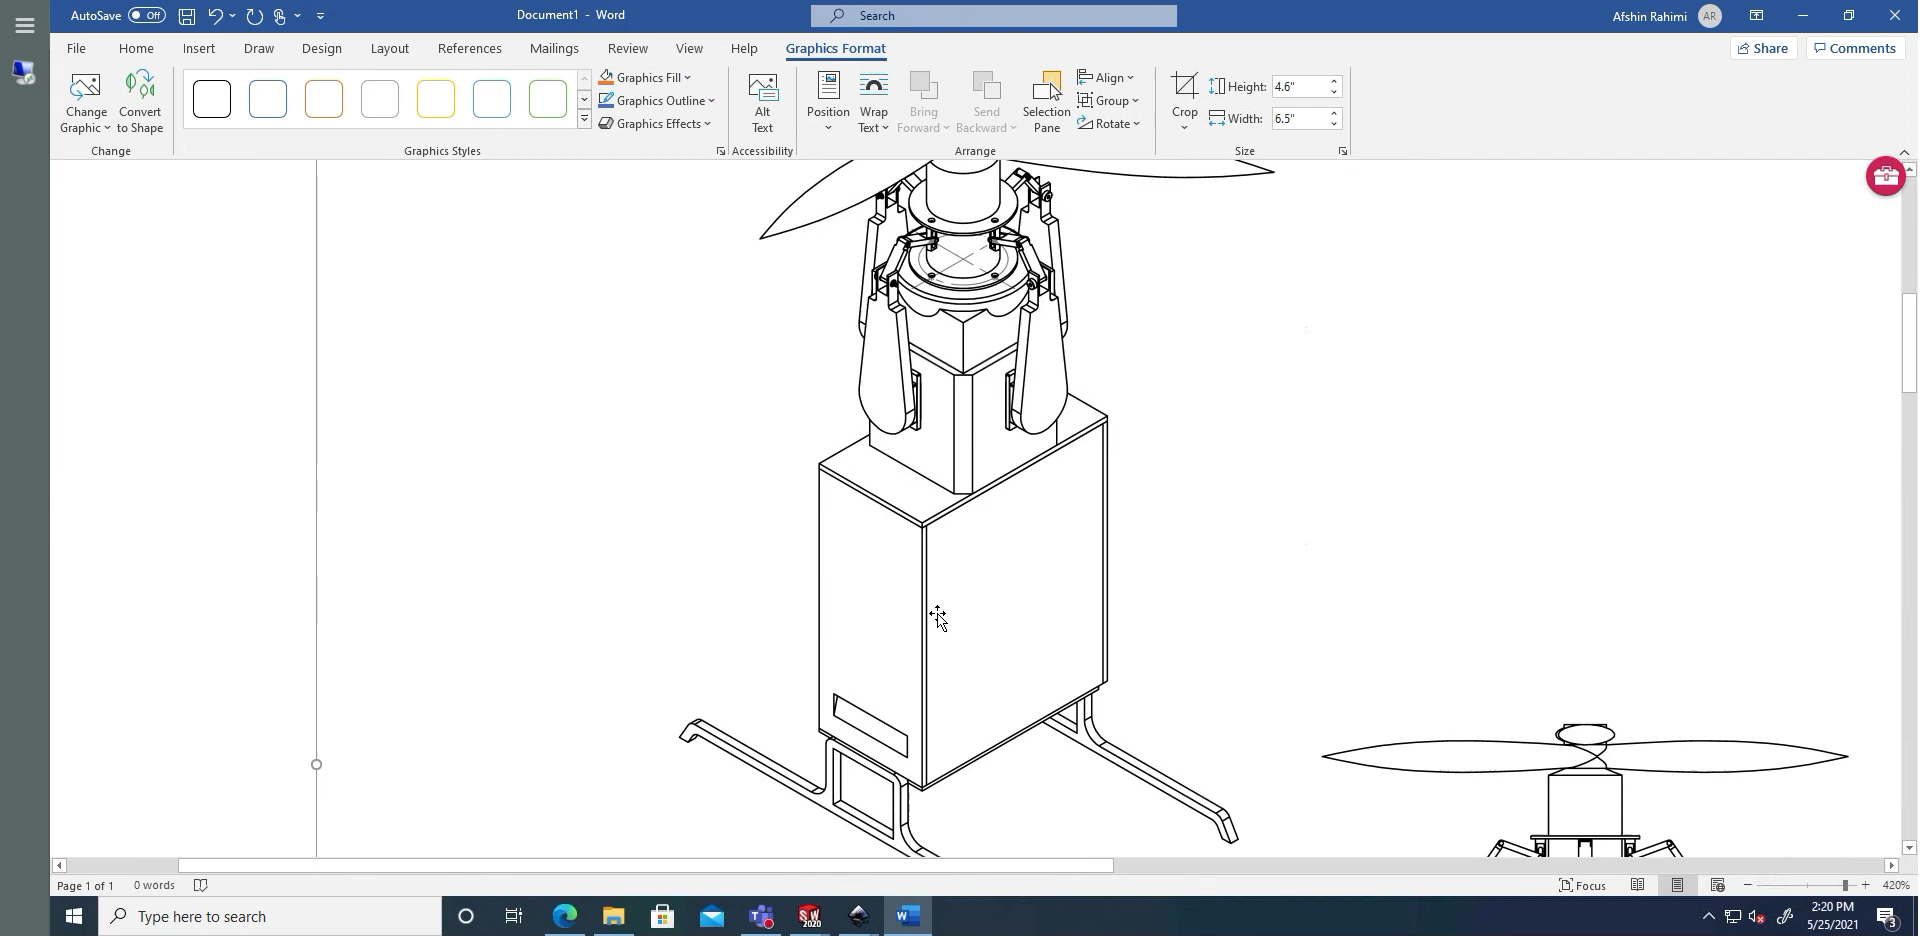 AutoSave Off
Document1 - Word
Search
Afshin Rahimi AR
File Home Insert Draw Design Layout References Mailings Review View Help Graphics Format
Share Comments
Change Graphic
Convert to Shape
Change
Graphics Fill
Graphics Outline
Graphics Effects
Graphics Styles
Alt Text
Accessibility
Position
Wrap Text
Bring Forward
Send Backward
Selection Pane
Align
Group
Rotate
Arrange
Crop
Height: 4.6"
Width: 6.5"
Size
Page 1 of 1 0 words
Focus
420%
Type here to search
SW 2020
2:20 PM
5/25/2021
3